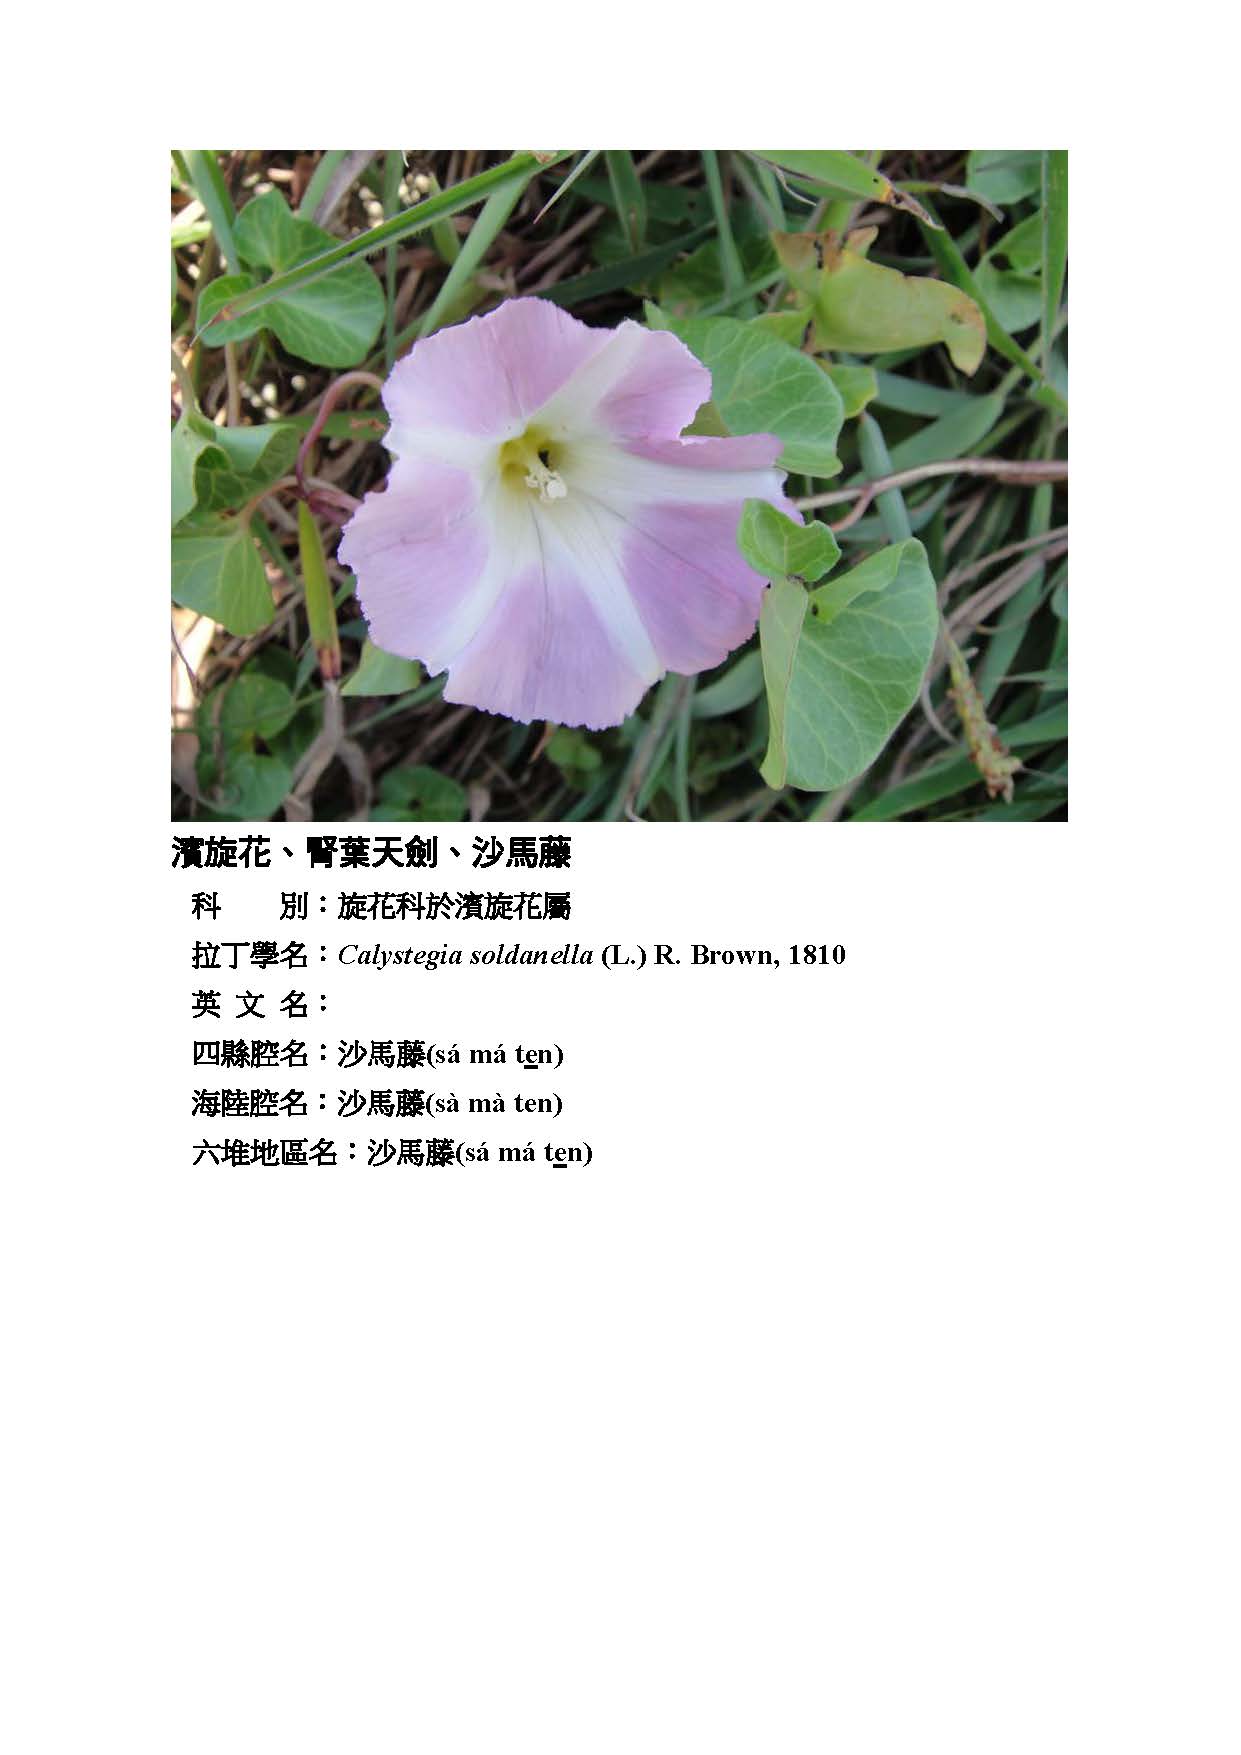 濱旋花、腎葉天劍、沙馬藤
科　　別：旋花科於濱旋花屬
拉丁學名：Calystegia soldanella (L.) R. Brown, 1810
英 文 名：
四縣腔名：沙馬藤(sá má ten)
海陸腔名：沙馬藤(sà mà ten)
六堆地區名：沙馬藤(sá má ten)